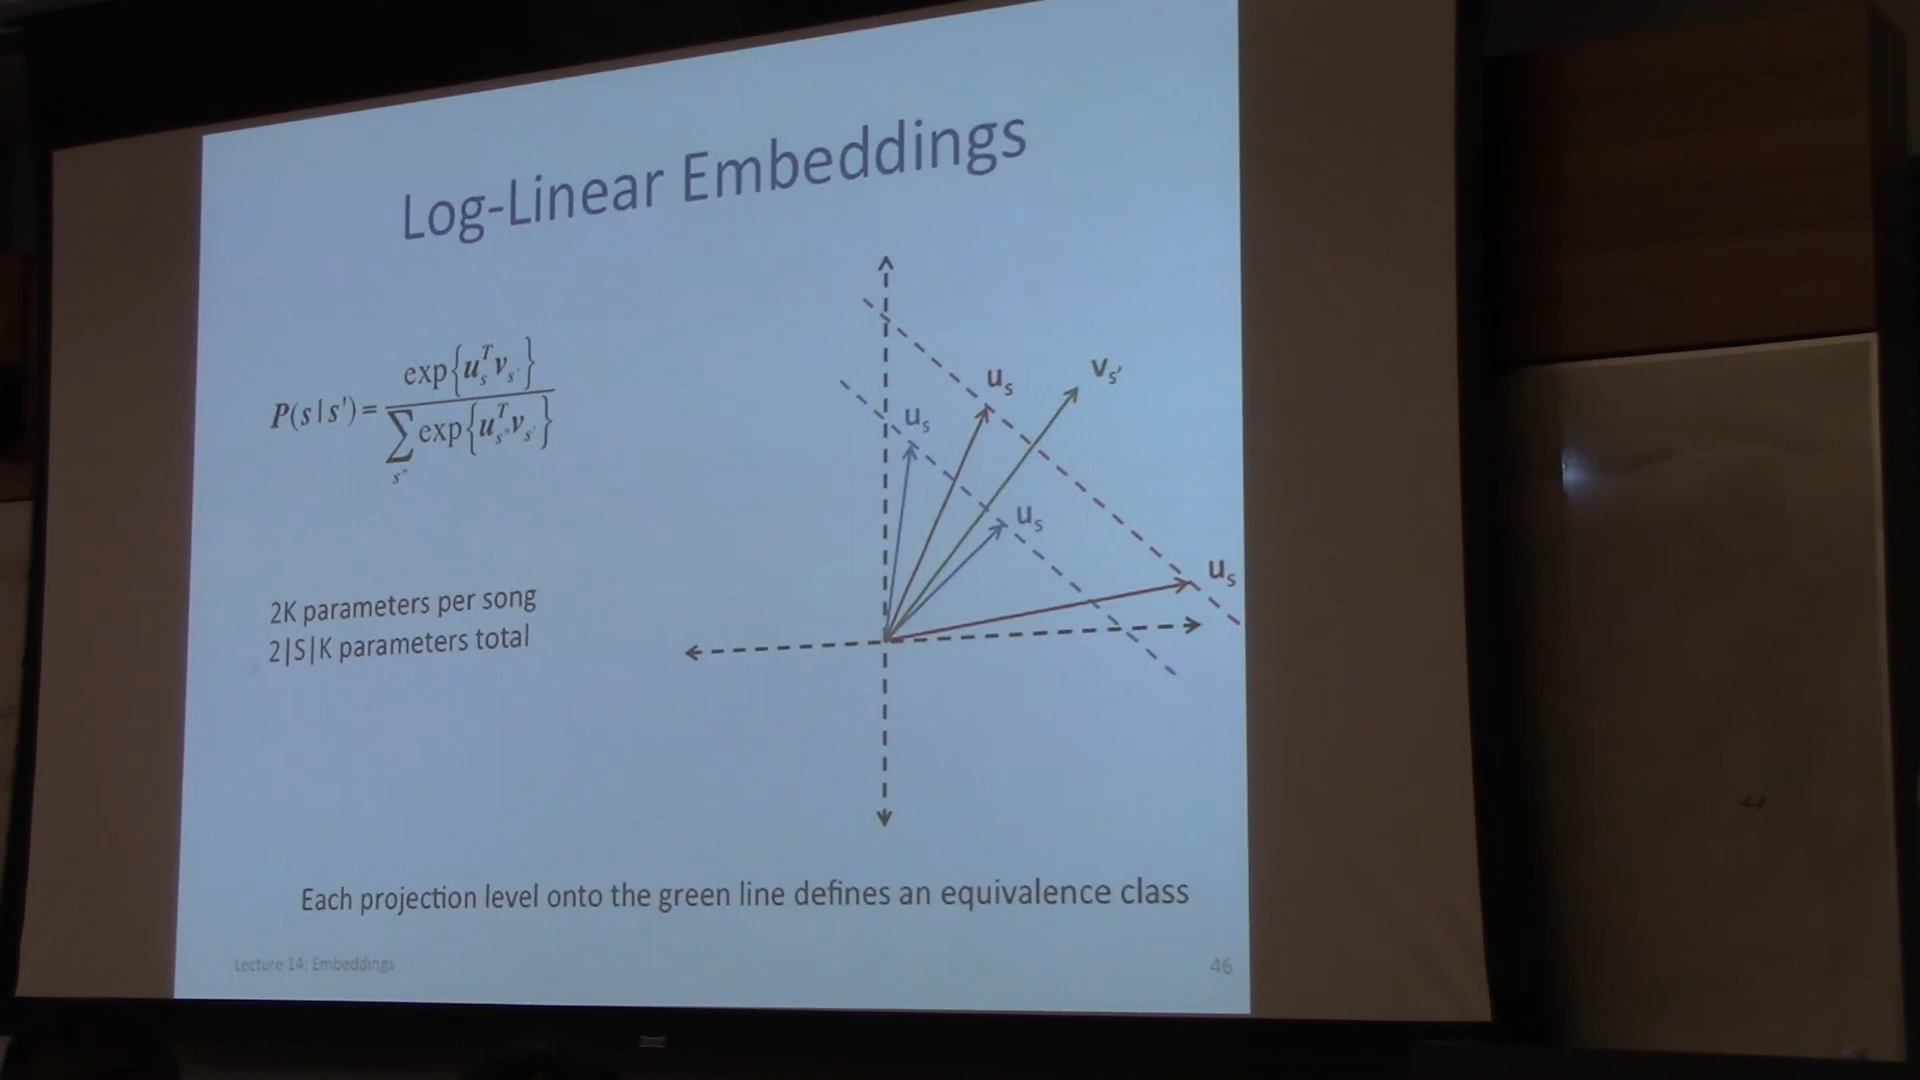 Log-Linear Embeddings
P(s|s') = exp{u_s^T v_s'} / ∑_s'' exp{u_s''^T v_s'}
2K parameters per song
2|S|K parameters total
u_s
v_s'
u_s
u_s
u_s
Each projection level onto the green line defines an equivalence class
Lecture 14: Embeddings
46